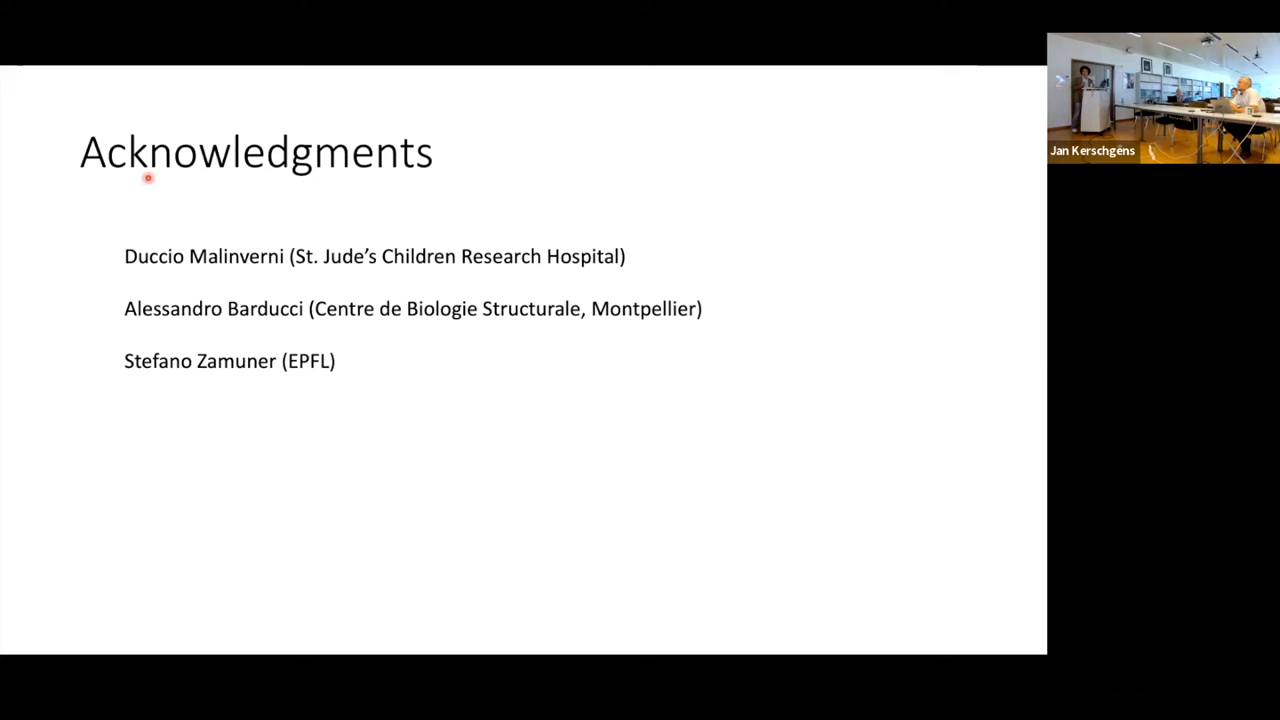 Acknowledgments
Duccio Malinverni (St. Jude’s Children Research Hospital)
Alessandro Barducci (Centre de Biologie Structurale, Montpellier)
Stefano Zamuner (EPFL)
Jan Kerschgens